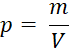 p = m/V